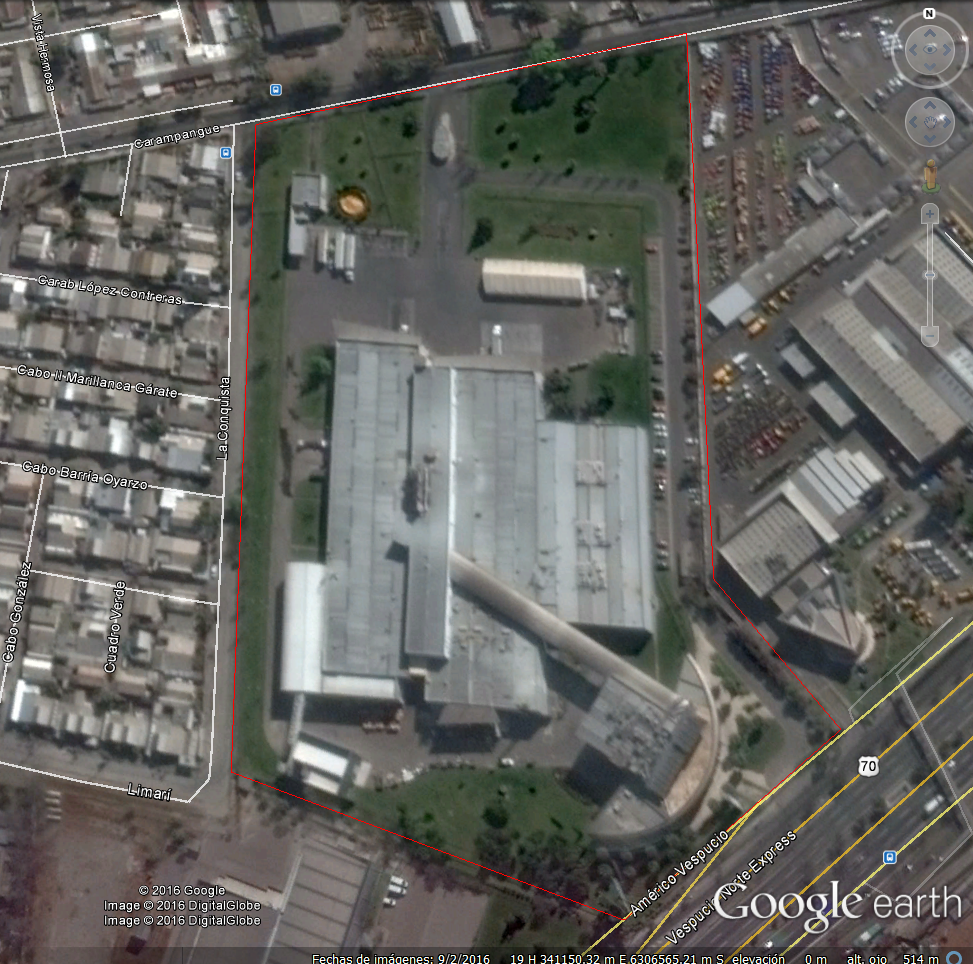 Vista Hermosa
N
Carampangue
Carab López Contreras
Cabo II Marillanca Gárate
La Conquista
Cabo Barría Oyarzo
Cabo González
Cuadro Verde
Limarí
70
Américo Vespucio
Vespucio Norte Express
© 2016 Google
Image © 2016 DigitalGlobe
Image © 2016 DigitalGlobe
Google earth
Fechas de imágenes: 9/2/2016 19 H 341150.32 m E 6306565.21 m S elevación 0 m alt. ojo 514 m